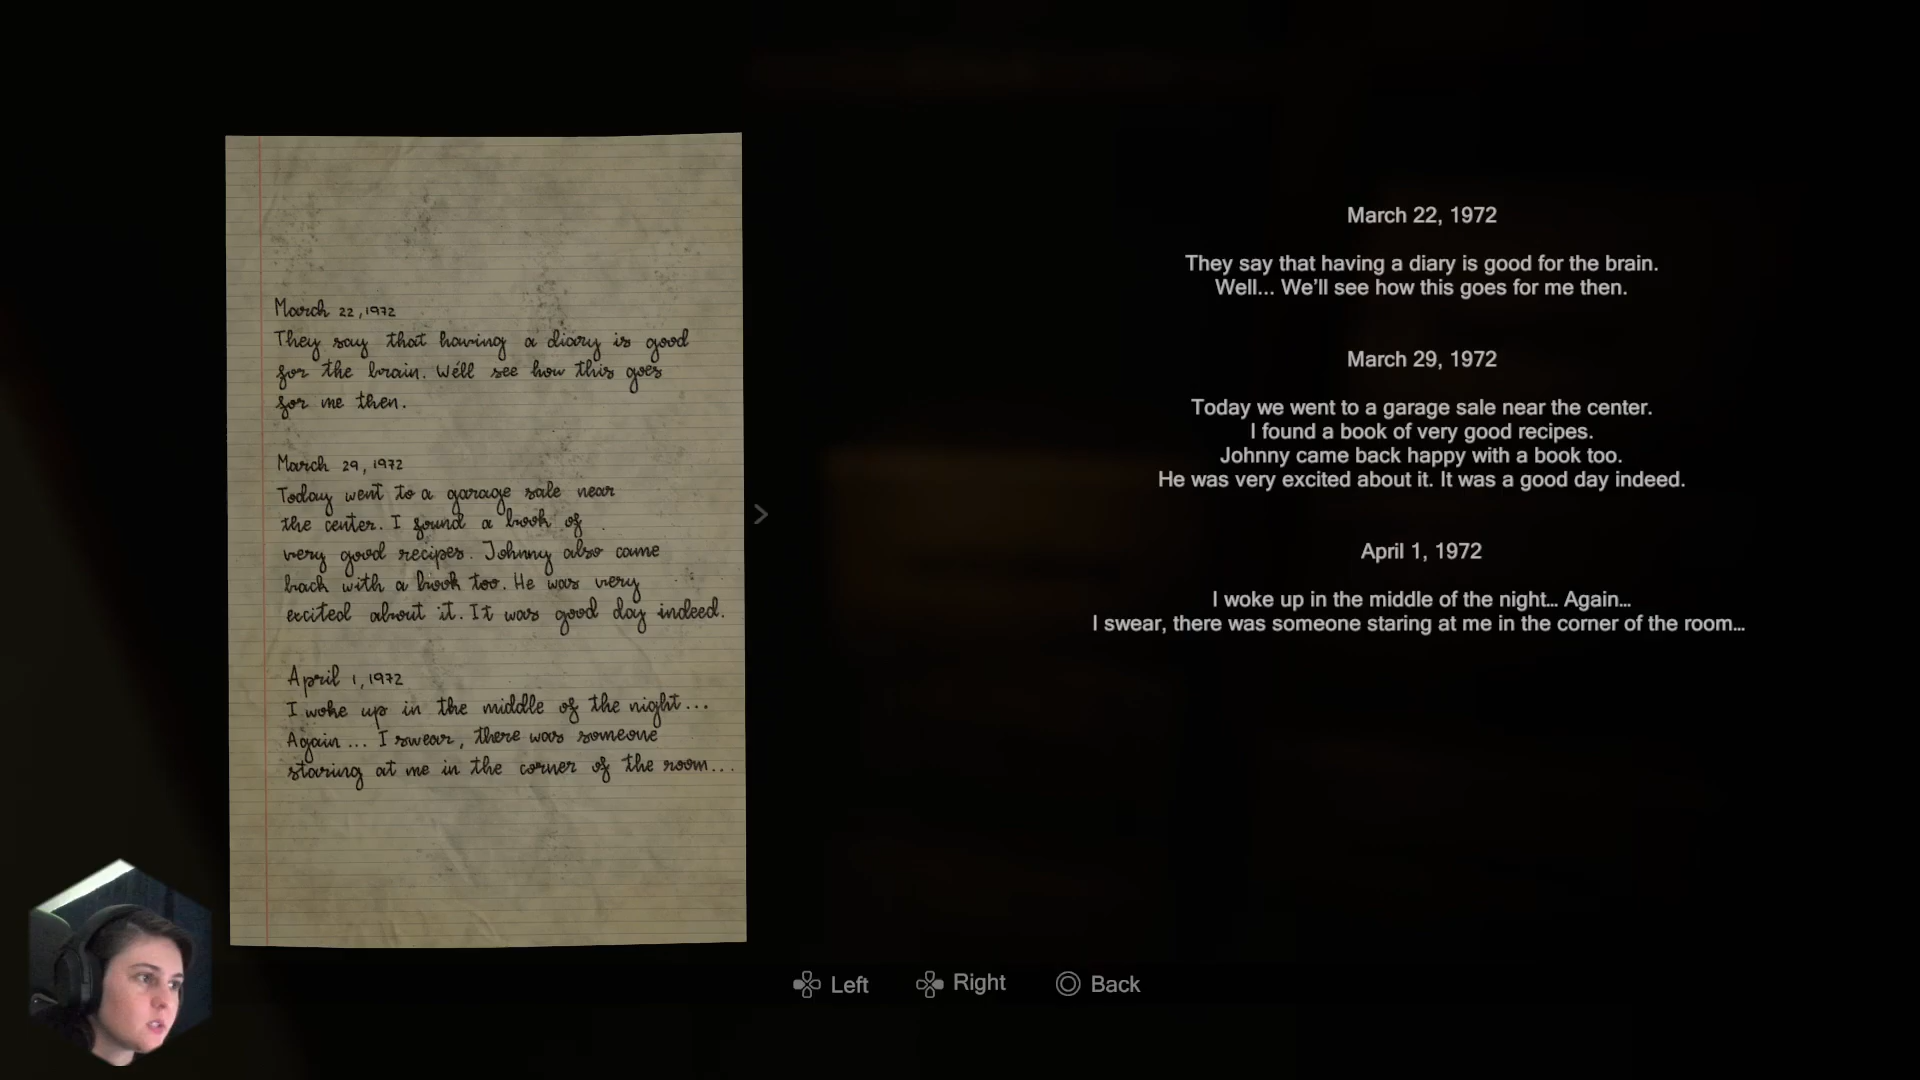 March 22, 1972
They say that having a diary is good
for the brain. We'll see how this goes
for me then.
March 29, 1972
Today went to a garage sale near
the center. I found a book of
very good recipes. Johnny also came
back with a book too. He was very
excited about it. It was good day indeed.
April 1, 1972
I woke up in the middle of the night...
Again... I swear, there was someone
staring at me in the corner of the room...
March 22, 1972
They say that having a diary is good for the brain.
Well... We'll see how this goes for me then.
March 29, 1972
Today we went to a garage sale near the center.
I found a book of very good recipes.
Johnny came back happy with a book too.
He was very excited about it. It was a good day indeed.
April 1, 1972
I woke up in the middle of the night... Again...
I swear, there was someone staring at me in the corner of the room...
Left Right Back